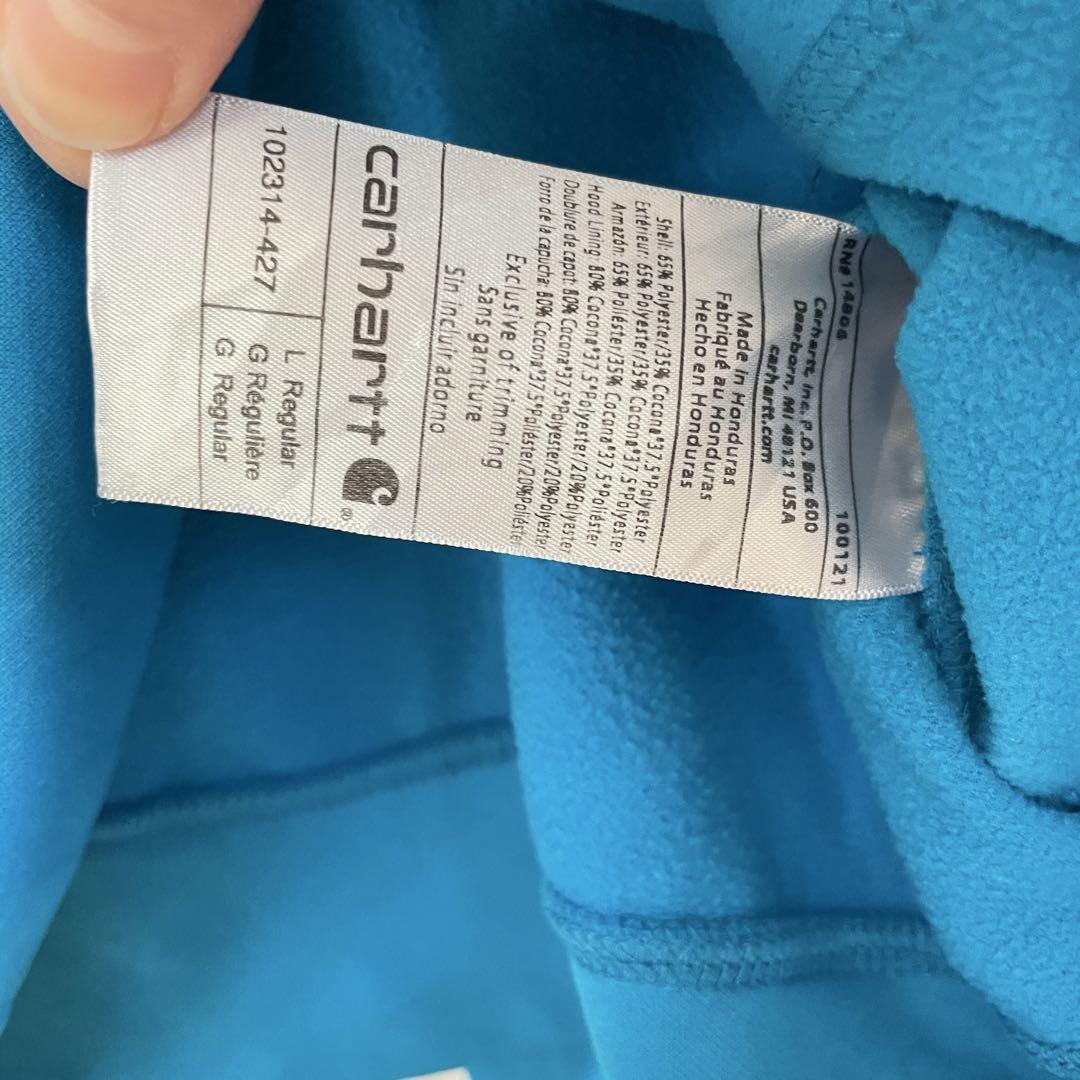 RN# 14806 100121
Carhartt, Inc. P.O. Box 600
Dearborn, MI 48121 USA
carhartt.com
Made in Honduras
Fabriqué au Honduras
Hecho en Honduras
Shell: 65% Polyester/35% Cocona®37.5®Polyester
Extérieur: 65% Polyester/35% Cocona®37.5®Polyester
Armazón: 65% Poliéster/35% Cocona®37.5®Poliéster
Hood Lining: 80% Cocona®37.5®Polyester/20%Polyester
Doublure de capot: 80% Cocona®37.5®Polyester/20%Polyester
Forro de la capucha: 80% Cocona®37.5®Poliéster/20%Poliéster
Exclusive of trimming
Sans garniture
Sin incluir adorno
carhartt®
102314-427
L Regular
G Régulière
G Regular